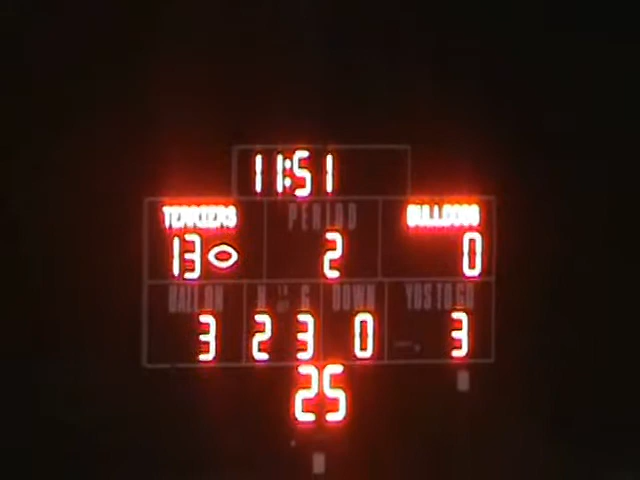 11:51
TERRIERS PERIOD BULLDOGS
13 2 0
BALL ON DOWN YDS TO GO
3 2 3 0 3
25